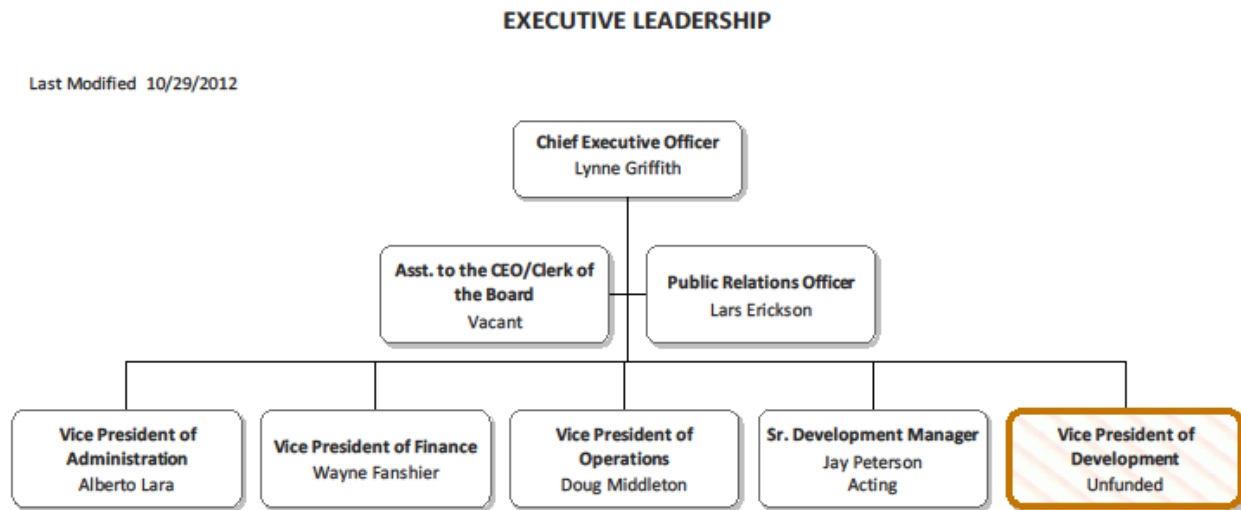 EXECUTIVE LEADERSHIP
Last Modified 10/29/2012
Chief Executive Officer
Lynne Griffith
Asst. to the CEO/Clerk of
the Board
Vacant
Public Relations Officer
Lars Erickson
Vice President of
Administration
Alberto Lara
Vice President of Finance
Wayne Fanshier
Vice President of
Operations
Doug Middleton
Sr. Development Manager
Jay Peterson
Acting
Vice President of
Development
Unfunded